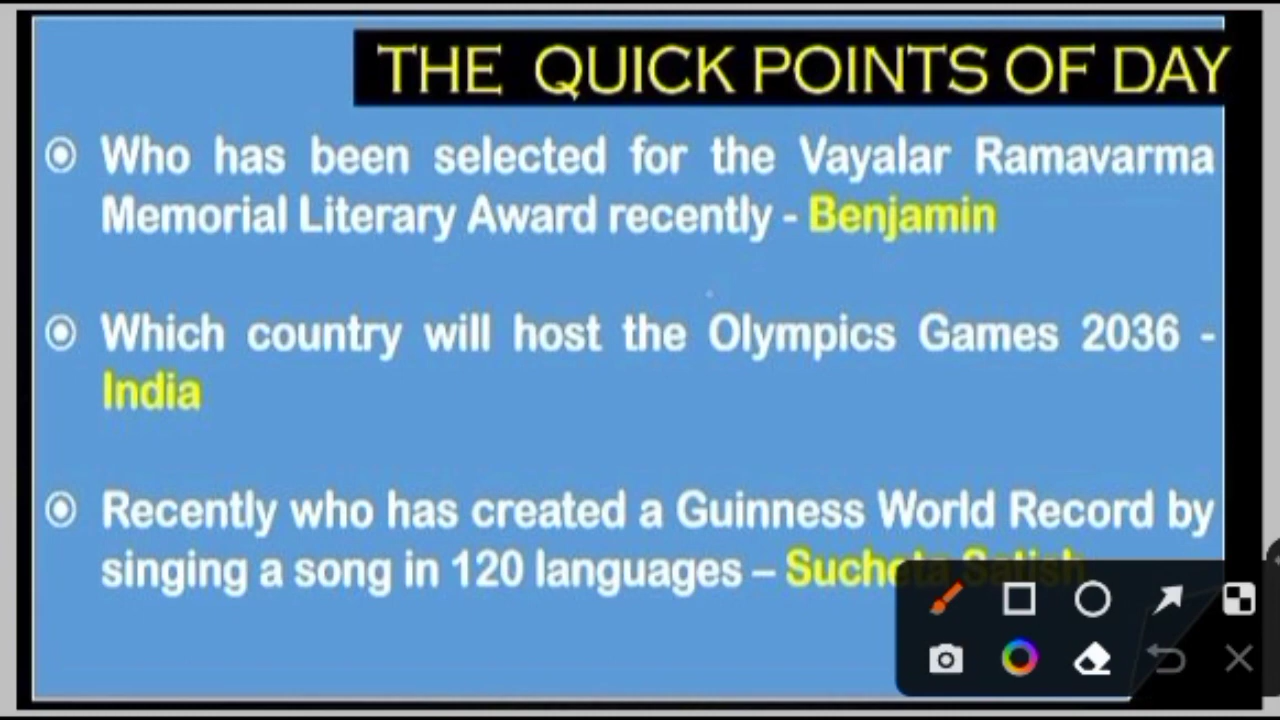 THE QUICK POINTS OF DAY
Who has been selected for the Vayalar Ramavarma
Memorial Literary Award recently - Benjamin
Which country will host the Olympics Games 2036 -
India
Recently who has created a Guinness World Record by
singing a song in 120 languages – Sucheta Satish